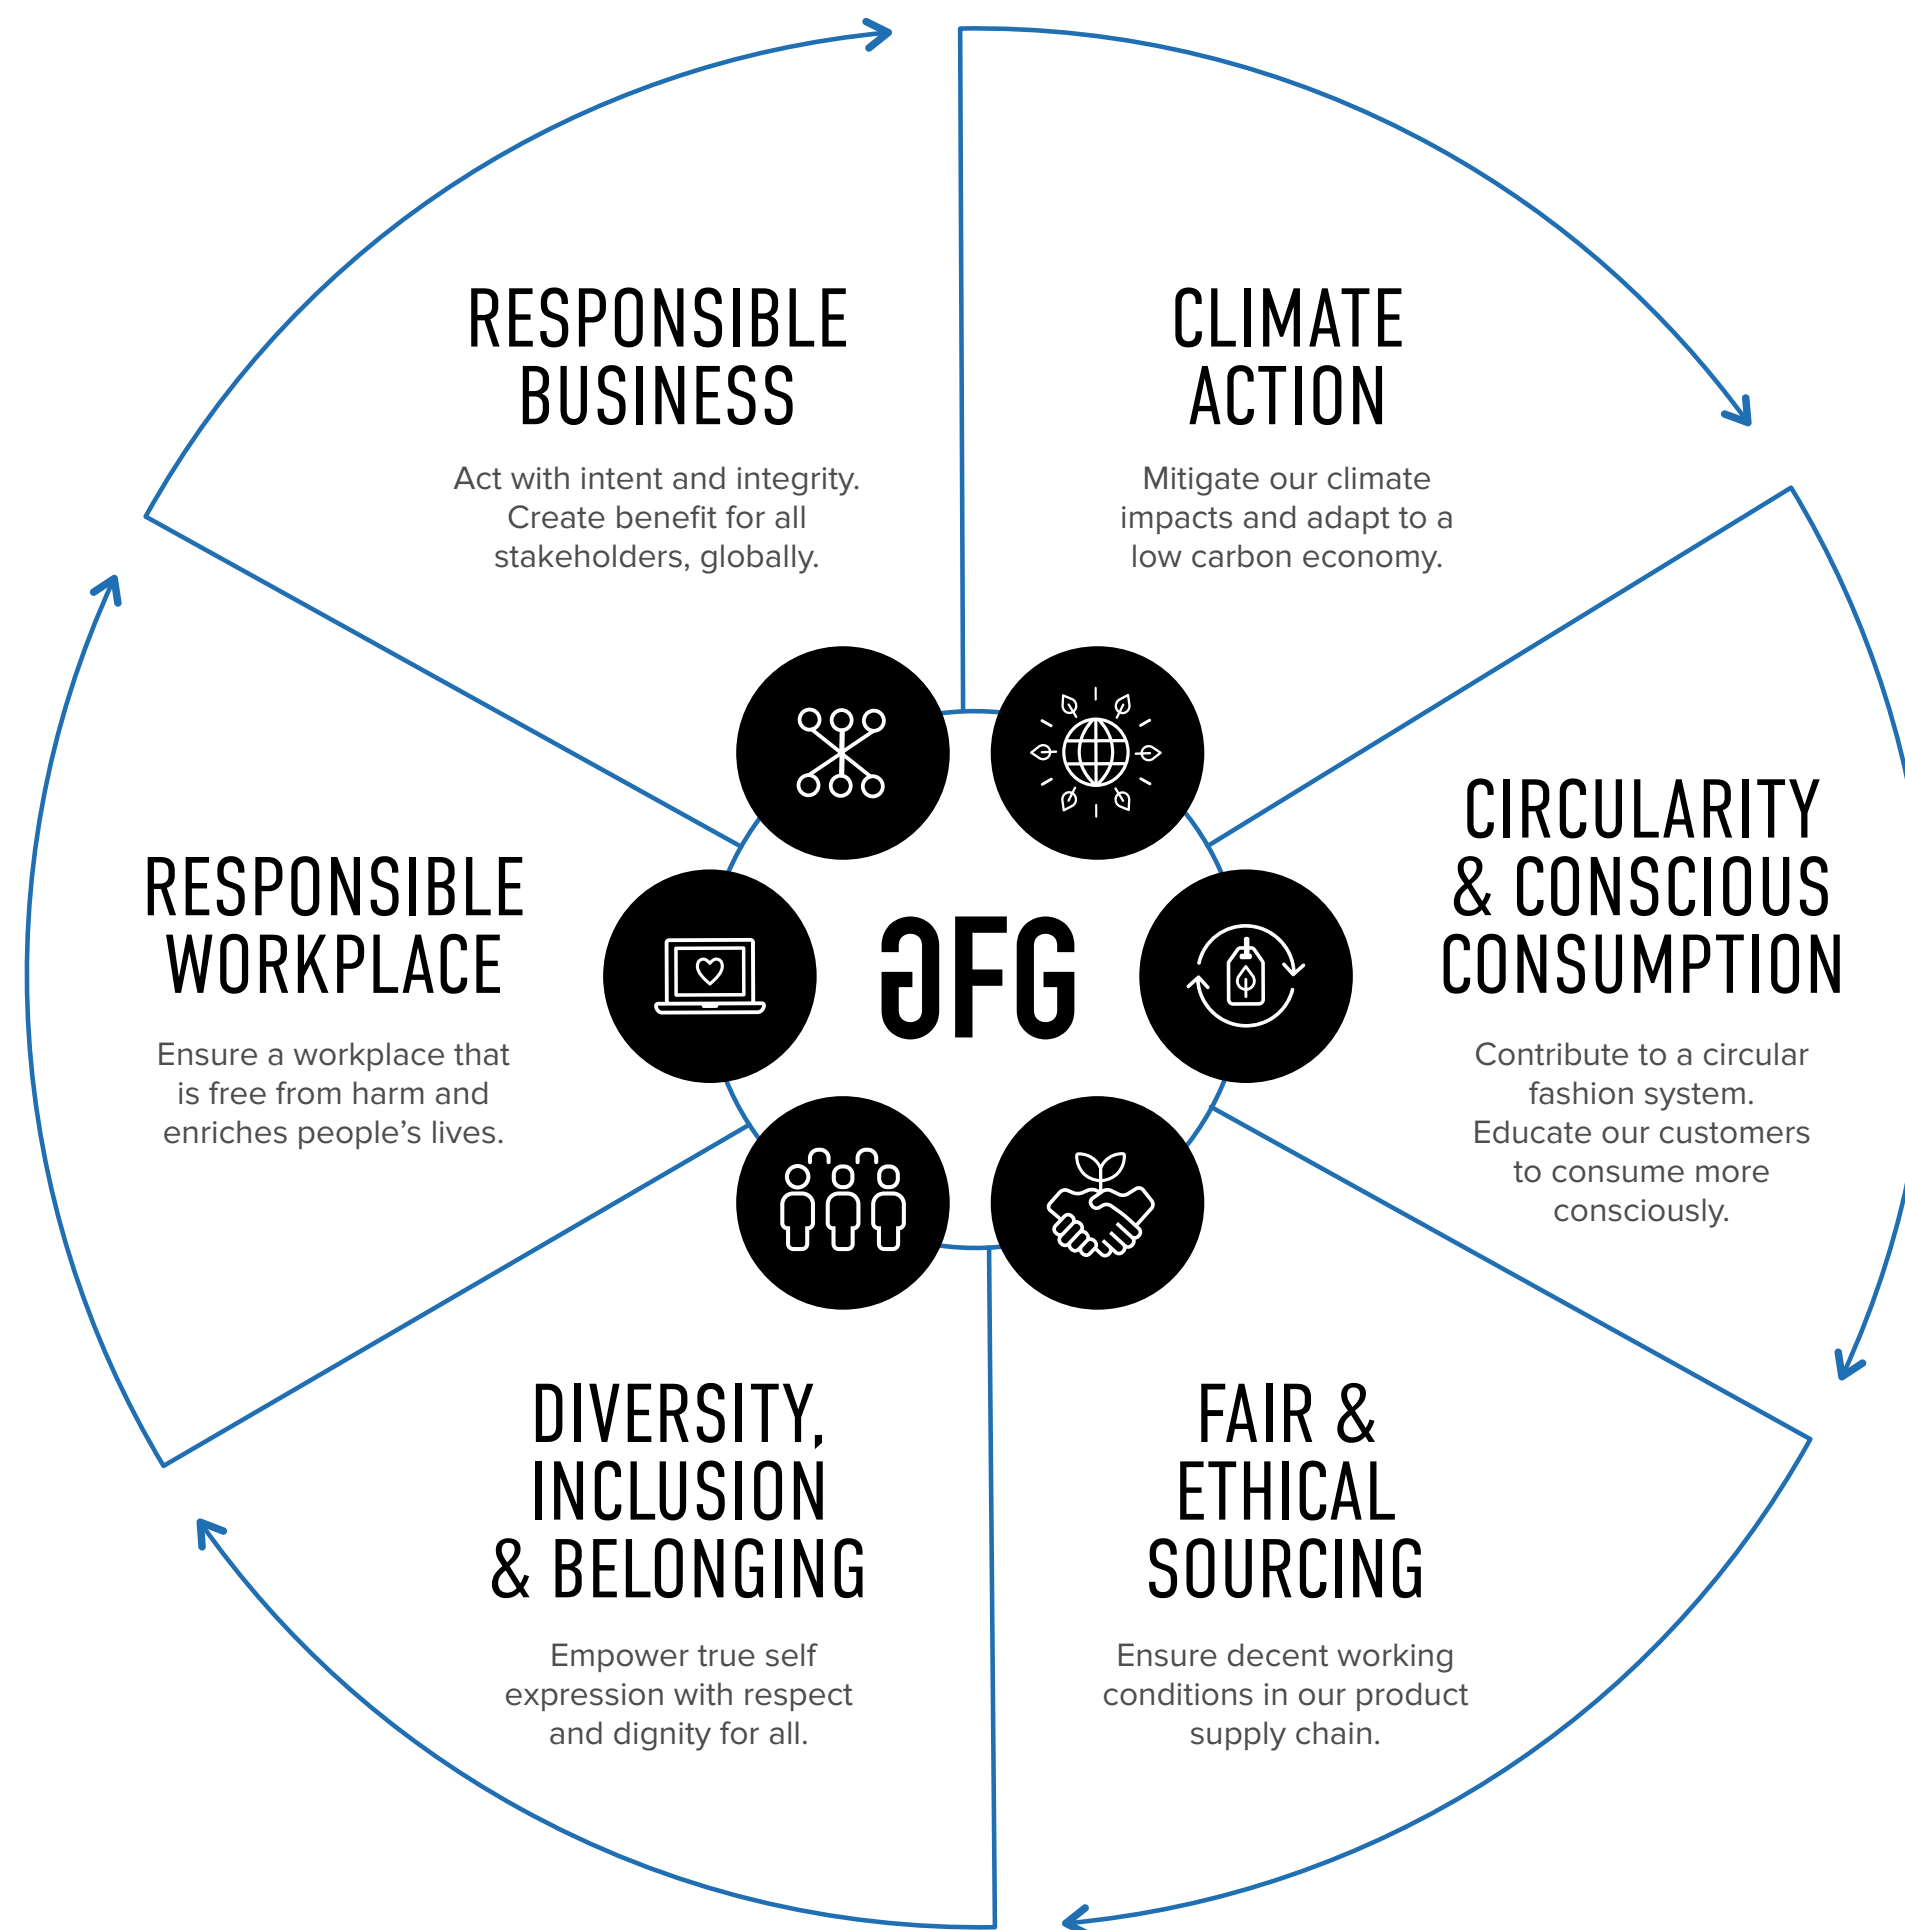 RESPONSIBLE
BUSINESS
Act with intent and integrity.
Create benefit for all
stakeholders, globally.
CLIMATE
ACTION
Mitigate our climate
impacts and adapt to a
low carbon economy.
CIRCULARITY
& CONSCIOUS
CONSUMPTION
Contribute to a circular
fashion system.
Educate our customers
to consume more
consciously.
RESPONSIBLE
WORKPLACE
Ensure a workplace that
is free from harm and
enriches people’s lives.
GFG
DIVERSITY,
INCLUSION
& BELONGING
Empower true self
expression with respect
and dignity for all.
FAIR &
ETHICAL
SOURCING
Ensure decent working
conditions in our product
supply chain.